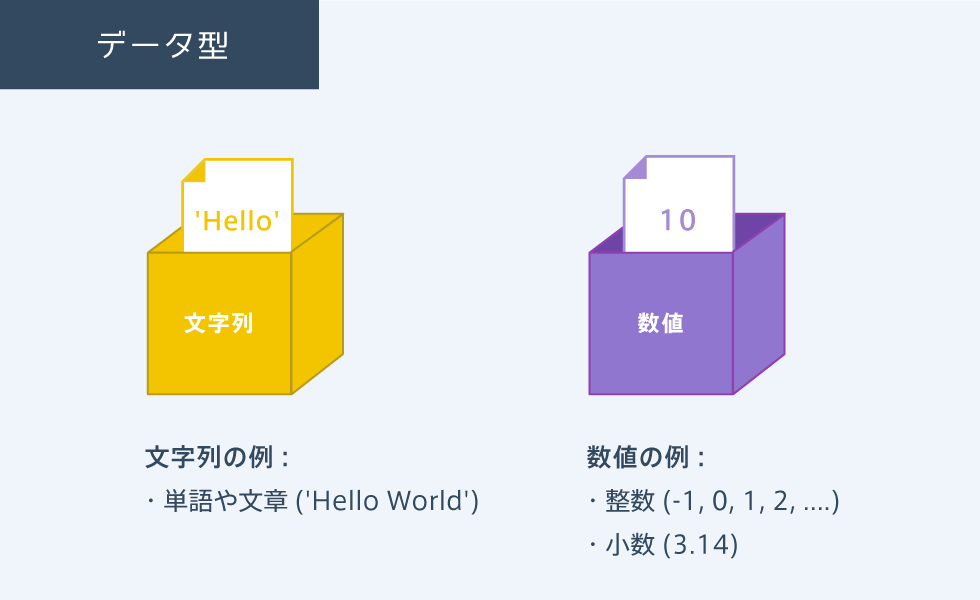 データ型
'Hello'
10
文字列
数値
文字列の例 :
・単語や文章 ('Hello World')
数値の例 :
・整数 (-1, 0, 1, 2, ....)
・小数 (3.14)